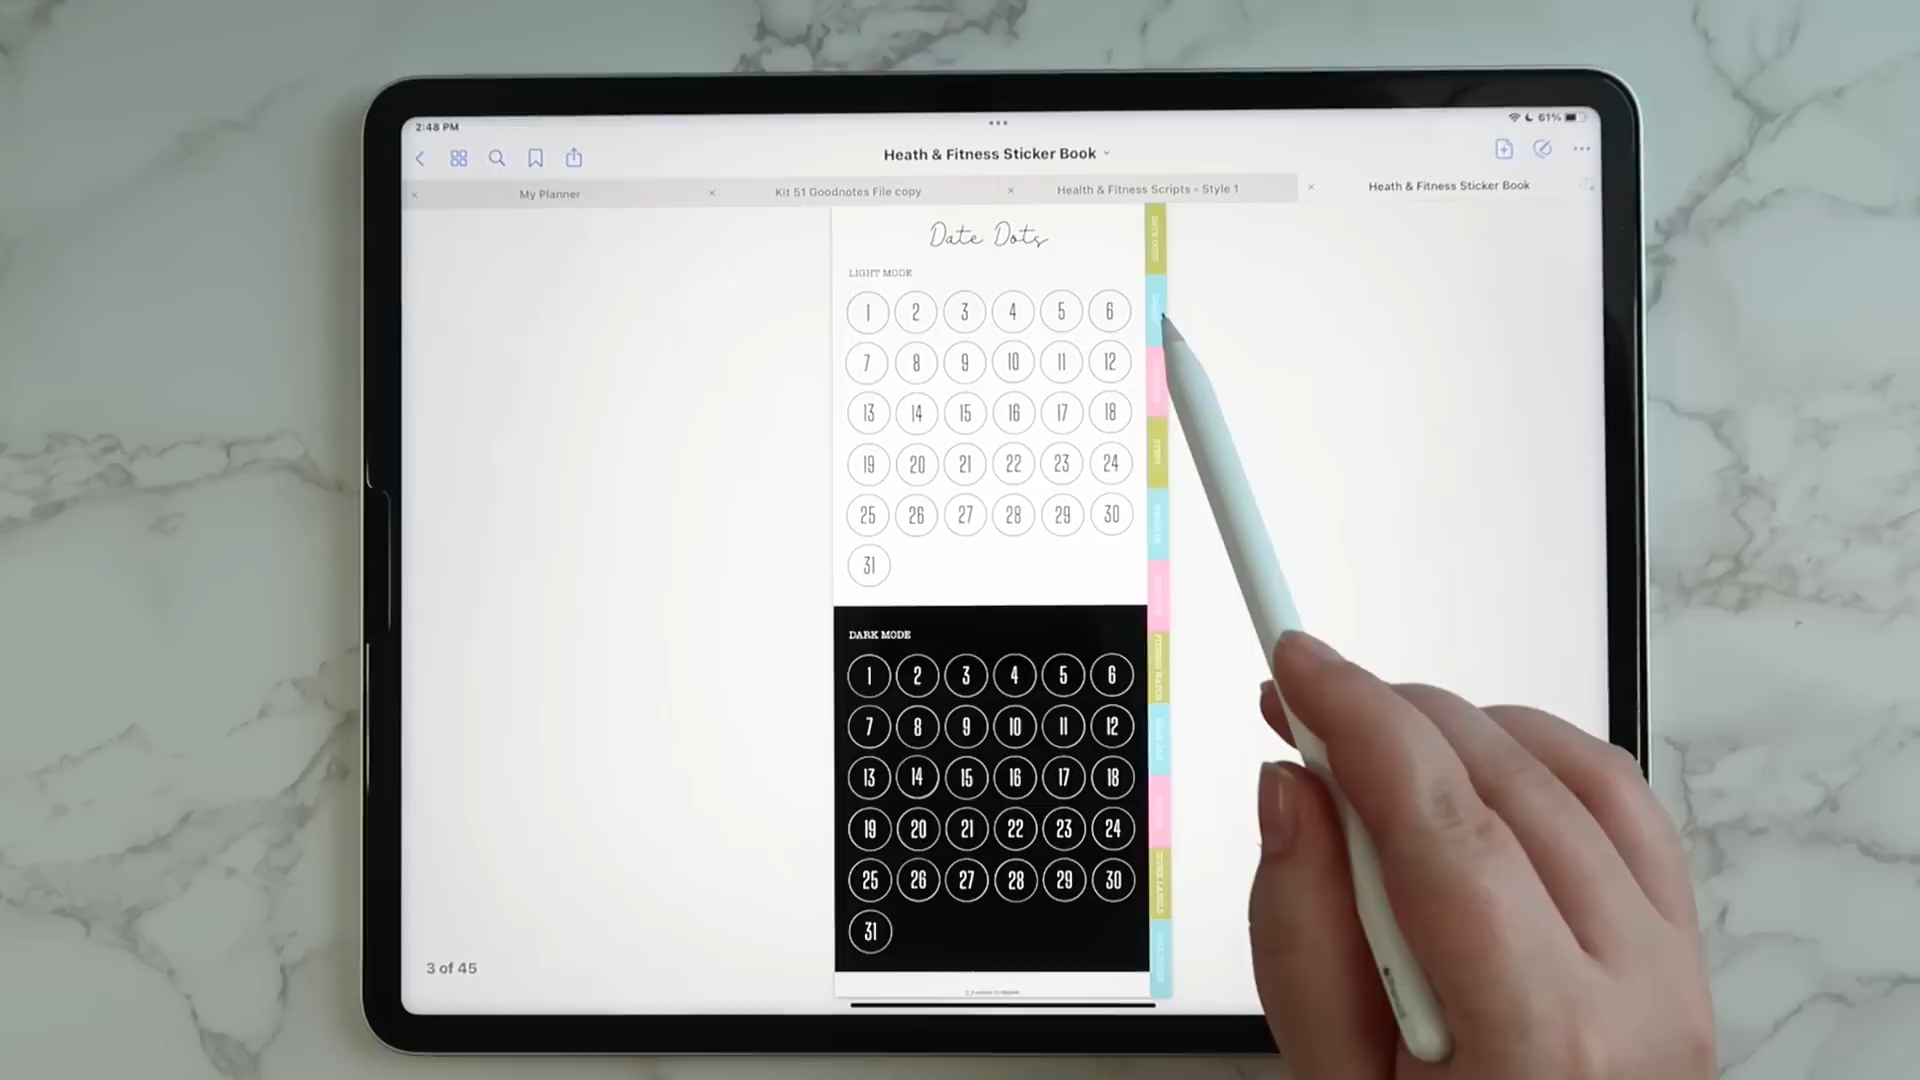 2:48 PM
61%
Heath & Fitness Sticker Book
My Planner
Kit 51 Goodnotes File copy
Health & Fitness Scripts - Style 1
Heath & Fitness Sticker Book
Date Dots
LIGHT MODE
1 2 3 4 5 6
7 8 9 10 11 12
13 14 15 16 17 18
19 20 21 22 23 24
25 26 27 28 29 30
31
DARK MODE
1 2 3 4 5 6
7 8 9 10 11 12
13 14 15 16 17 18
19 20 21 22 23 24
25 26 27 28 29 30
31
DATE DOTS
STEPS
FITNESS WATCH
3 of 45